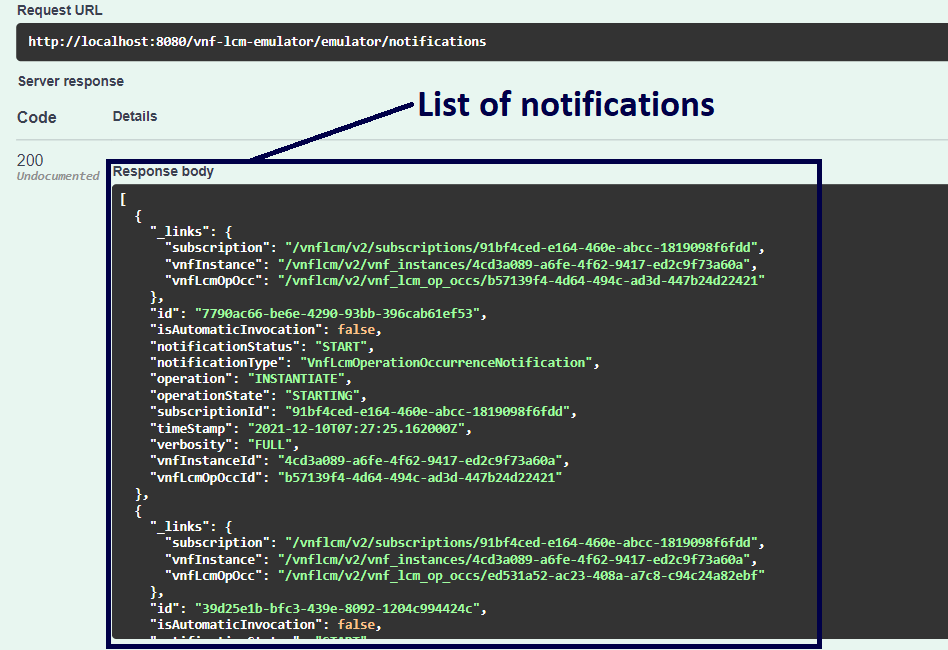 Request URL
http://localhost:8080/vnf-lcm-emulator/emulator/notifications
Server response
List of notifications
Code Details
200
Undocumented
Response body
[
{
"_links": {
"subscription": "/vnflcm/v2/subscriptions/91bf4ced-e164-460e-abcc-1819098f6fdd",
"vnfInstance": "/vnflcm/v2/vnf_instances/4cd3a089-a6fe-4f62-9417-ed2c9f73a60a",
"vnfLcmOpOcc": "/vnflcm/v2/vnf_lcm_op_occs/b57139f4-4d64-494c-ad3d-447b24d22421"
},
"id": "7790ac66-be6e-4290-93bb-396cab61ef53",
"isAutomaticInvocation": false,
"notificationStatus": "START",
"notificationType": "VnfLcmOperationOccurrenceNotification",
"operation": "INSTANTIATE",
"operationState": "STARTING",
"subscriptionId": "91bf4ced-e164-460e-abcc-1819098f6fdd",
"timeStamp": "2021-12-10T07:27:25.162000Z",
"verbosity": "FULL",
"vnfInstanceId": "4cd3a089-a6fe-4f62-9417-ed2c9f73a60a",
"vnfLcmOpOccId": "b57139f4-4d64-494c-ad3d-447b24d22421"
},
{
"_links": {
"subscription": "/vnflcm/v2/subscriptions/91bf4ced-e164-460e-abcc-1819098f6fdd",
"vnfInstance": "/vnflcm/v2/vnf_instances/4cd3a089-a6fe-4f62-9417-ed2c9f73a60a",
"vnfLcmOpOcc": "/vnflcm/v2/vnf_lcm_op_occs/ed531a52-ac23-408a-a7c8-c94c24a82ebf"
},
"id": "39d25e1b-bfc3-439e-8092-1204c994424c",
"isAutomaticInvocation": false,